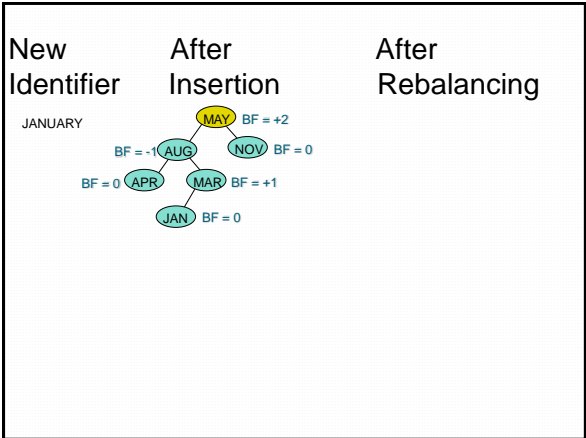 New After After
Identifier Insertion Rebalancing
JANUARY
MAY BF = +2
BF = -1 AUG NOV BF = 0
BF = 0 APR MAR BF = +1
JAN BF = 0